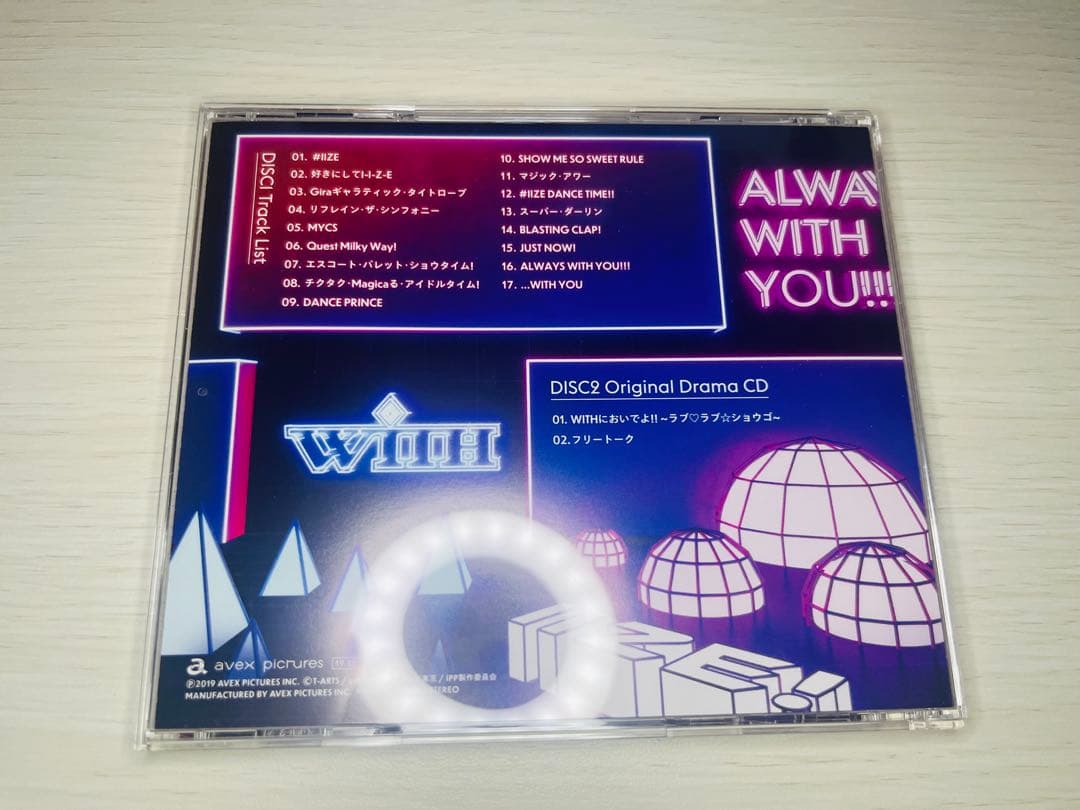 DISC1 Track List
01. #IIZE
02. 好きにしてI-I-Z-E
03. Giraギャラティック・タイトロープ
04. リフレイン・ザ・シンフォニー
05. MYCS
06. Quest Milky Way!
07. エスコート・パレット・ショウタイム!
08. チクタク・Magicaる・アイドルタイム!
09. DANCE PRINCE
10. SHOW ME SO SWEET RULE
11. マジック・アワー
12. #IIZE DANCE TIME!!
13. スーパー・ダーリン
14. BLASTING CLAP!
15. JUST NOW!
16. ALWAYS WITH YOU!!!
17. ...WITH YOU
ALWAY
WITH
YOU!!!
WITH
DISC2 Original Drama CD
01. WITHにおいでよ!! ~ラブ♡ラブ☆ショウゴ~
02.フリートーク
IZE!
a avex pictures
℗2019 AVEX PICTURES INC. ©T-ARTS / / iPP製作委員会
MANUFACTURED BY AVEX PICTURES INC. STEREO